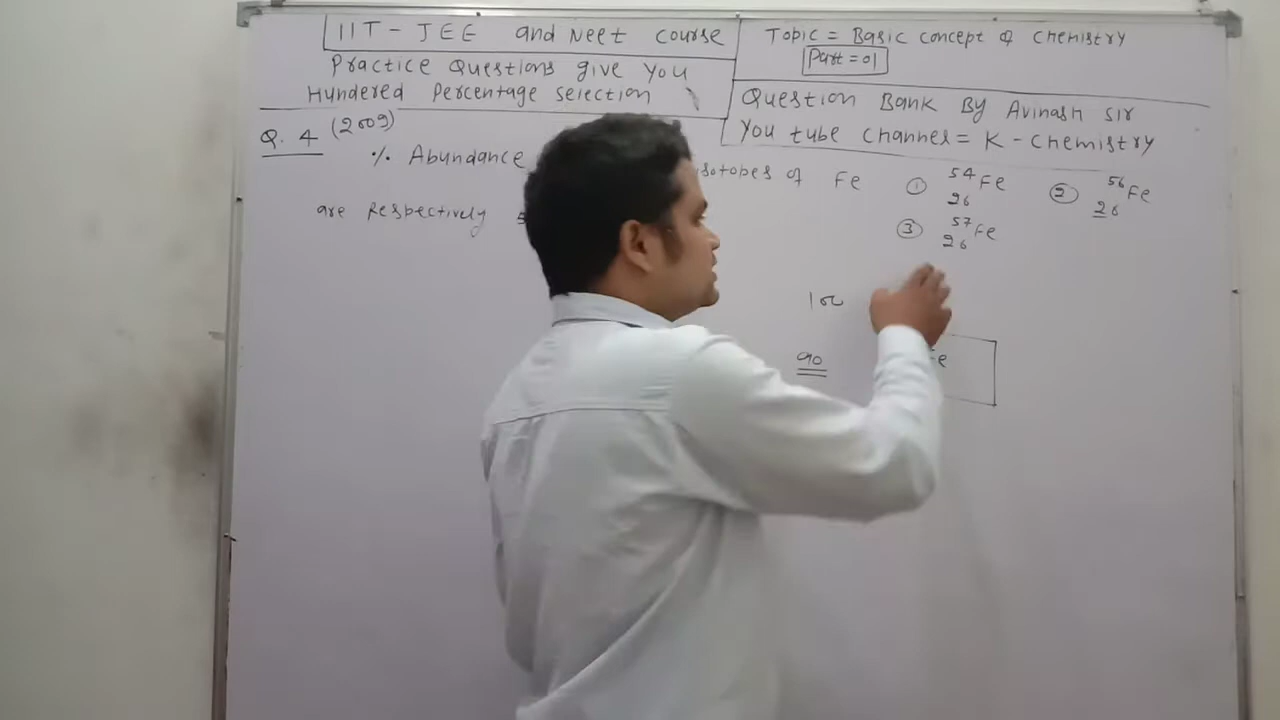 IIT - JEE and Neet course
Practice Questions give you
Hundered Percentage selection
Topic = Basic concept of chemistry
Part = 01
Question Bank By Avinash sir
You tube channel = K - chemistry
Q. 4 (2009)
% Abundance isotopes of Fe ① 54 26 Fe ② 56 26 Fe
are Respectively ③ 57 26 Fe
100
90